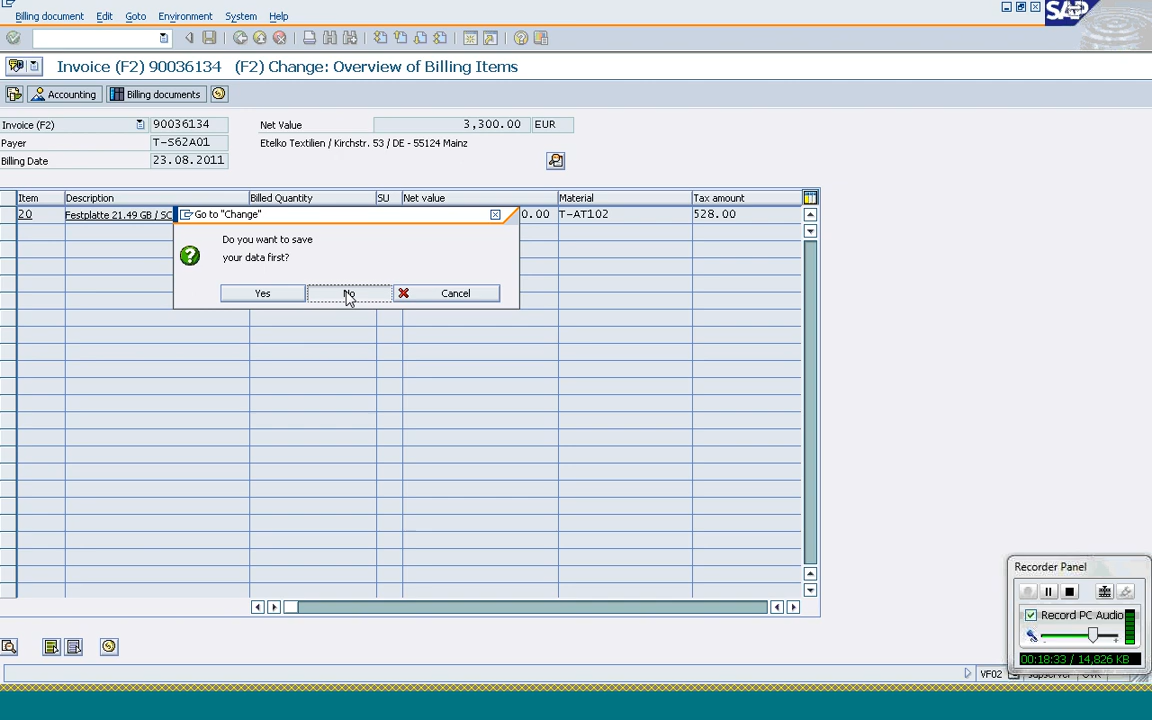 Billing document Edit Goto Environment System Help
SAP
Invoice (F2) 90036134 (F2) Change: Overview of Billing Items
Accounting Billing documents
Invoice (F2) 90036134 Net Value 3,300.00 EUR
Payer T-S62A01 Etelko Textilien / Kirchstr. 53 / DE - 55124 Mainz
Billing Date 23.08.2011
Item Description Billed Quantity SU Net value Material Tax amount
20 Festplatte 21.49 GB / SC 0.00 T-AT102 528.00
Go to "Change"
Do you want to save
your data first?
Yes No Cancel
Recorder Panel
Record PC Audio
00:18:33 / 14,826 KB
VF02 OVR